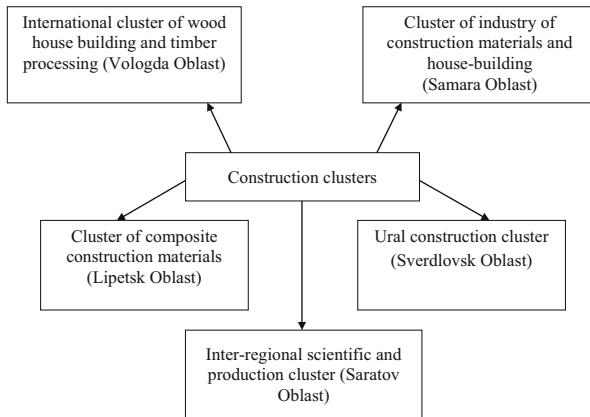 International cluster of wood
house building and timber
processing (Vologda Oblast)
Cluster of industry of
construction materials and
house-building
(Samara Oblast)
Construction clusters
Cluster of composite
construction materials
(Lipetsk Oblast)
Ural construction cluster
(Sverdlovsk Oblast)
Inter-regional scientific and
production cluster (Saratov
Oblast)